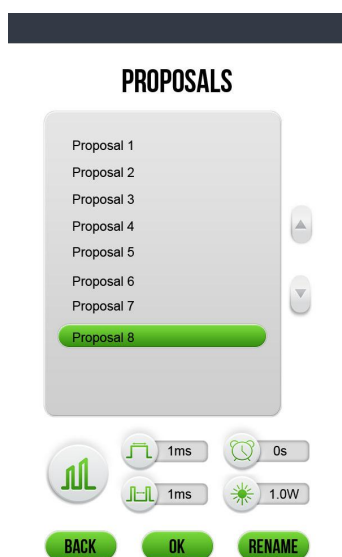 PROPOSALS
Proposal 1
Proposal 2
Proposal 3
Proposal 4
Proposal 5
Proposal 6
Proposal 7
Proposal 8
1ms
0s
1ms
1.0W
BACK
OK
RENAME